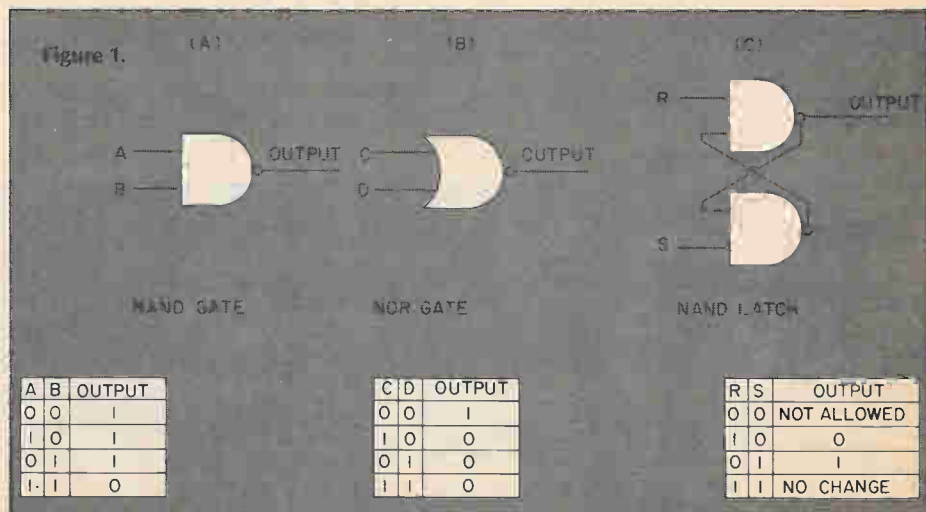 Figure 1.
(A)
(B)
(C)
A
B
OUTPUT
C
D
OUTPUT
R
S
OUTPUT
NAND GATE
NOR GATE
NAND LATCH
A B OUTPUT
0 0 1
1 0 1
0 1 1
1 1 0
C D OUTPUT
0 0 1
1 0 0
0 1 0
1 1 0
R S OUTPUT
0 0 NOT ALLOWED
1 0 0
0 1 1
1 1 NO CHANGE